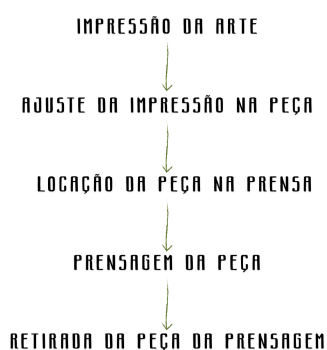 IMPRESSÃO DA ARTE
AJUSTE DA IMPRESSÃO NA PEÇA
LOCAÇÃO DA PEÇA NA PRENSA
PRENSAGEM DA PEÇA
RETIRADA DA PEÇA DA PRENSAGEM